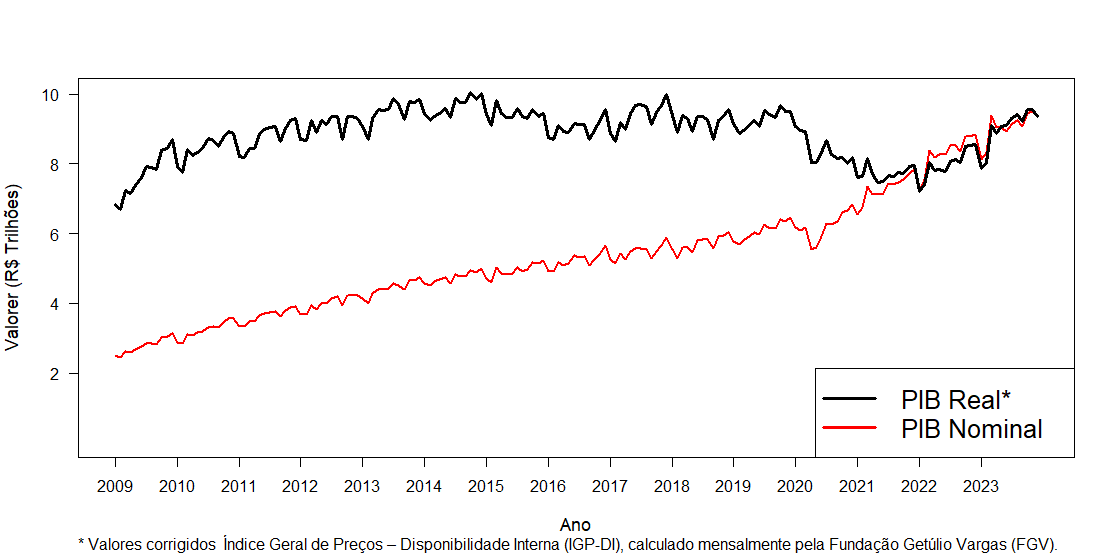 Valorer (R$ Trilhões)
10
8
6
4
2
PIB Real*
PIB Nominal
2009 2010 2011 2012 2013 2014 2015 2016 2017 2018 2019 2020 2021 2022 2023
Ano
* Valores corrigidos Índice Geral de Preços – Disponibilidade Interna (IGP-DI), calculado mensalmente pela Fundação Getúlio Vargas (FGV).